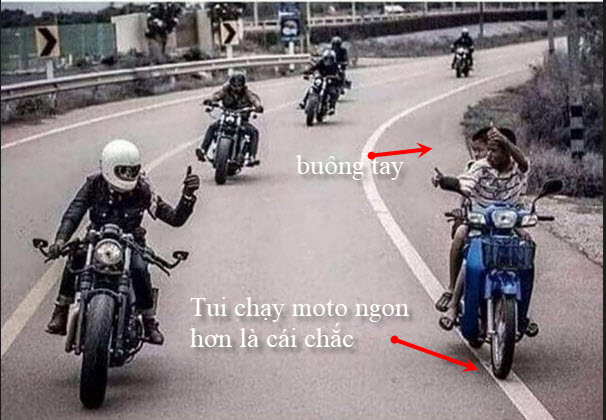 buông tay
Tui chạy moto ngon
hơn là cái chắc